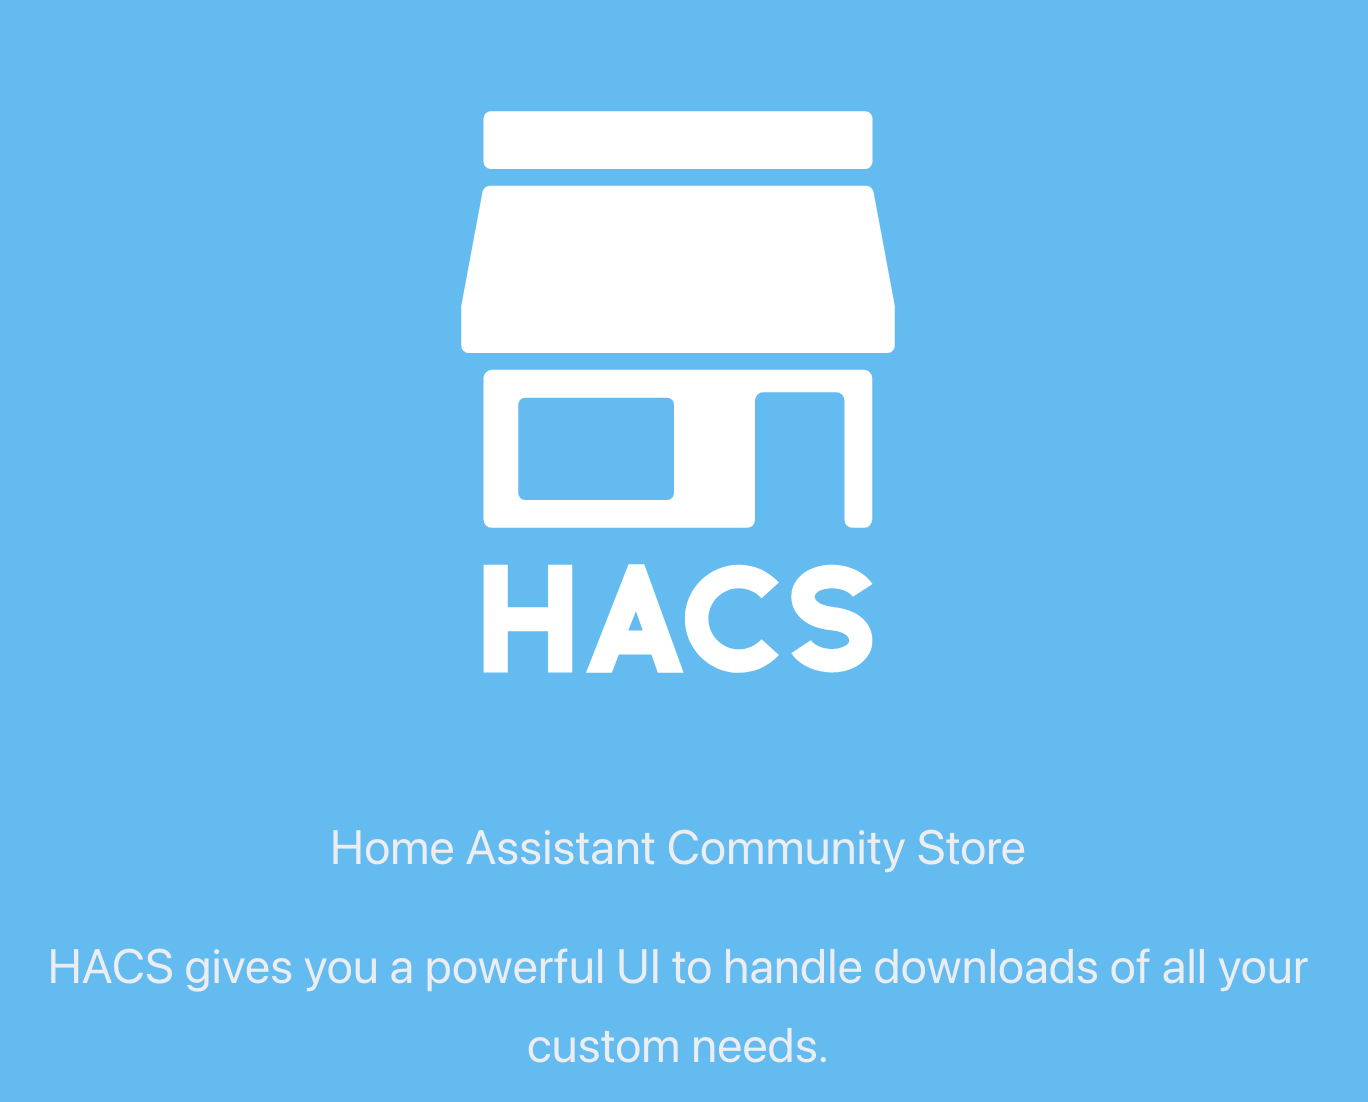 HACS
Home Assistant Community Store
HACS gives you a powerful UI to handle downloads of all your
custom needs.